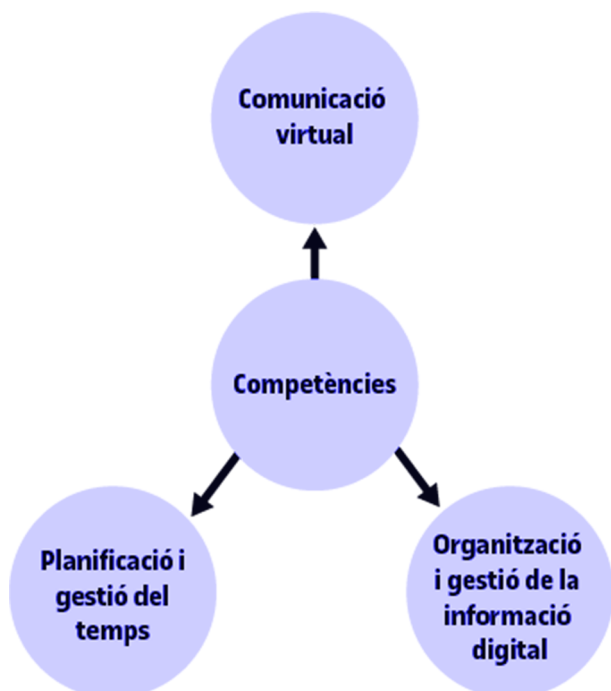 Comunicació
virtual
Competències
Planificació i
gestió del
temps
Organització
i gestió de la
informació
digital